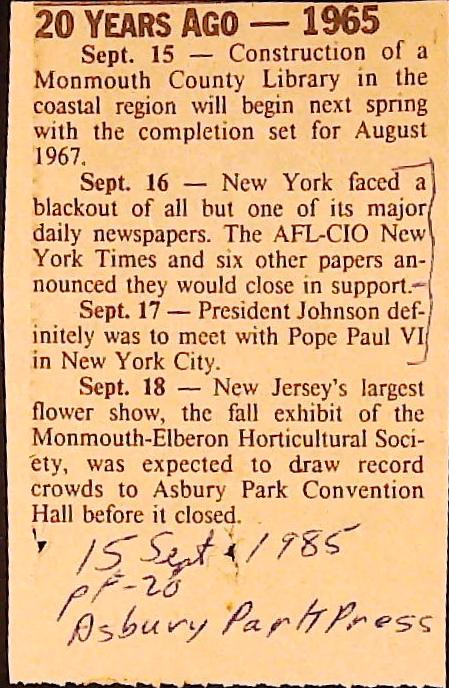 20 YEARS AGO — 1965
Sept. 15 — Construction of a
Monmouth County Library in the
coastal region will begin next spring
with the completion set for August
1967.
Sept. 16 — New York faced a
blackout of all but one of its major
daily newspapers. The AFL-CIO New
York Times and six other papers an-
nounced they would close in support.
Sept. 17 — President Johnson def-
initely was to meet with Pope Paul VI
in New York City.
Sept. 18 — New Jersey's largest
flower show, the fall exhibit of the
Monmouth-Elberon Horticultural Soci-
ety, was expected to draw record
crowds to Asbury Park Convention
Hall before it closed.
15 Sept. 1985
pF-20
Asbury Park Press